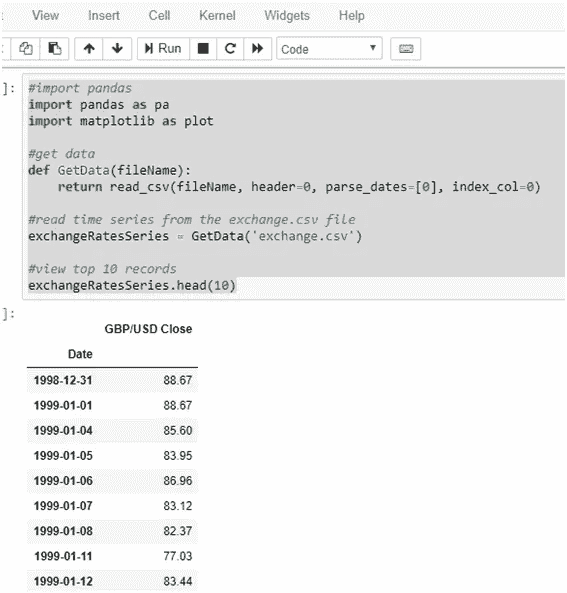 View Insert Cell Kernel Widgets Help
Run Code
]: #import pandas
import pandas as pa
import matplotlib as plot
#get data
def GetData(fileName):
return read_csv(fileName, header=0, parse_dates=[0], index_col=0)
#read time series from the exchange.csv file
exchangeRatesSeries = GetData('exchange.csv')
#view top 10 records
exchangeRatesSeries.head(10)
]:
GBP/USD Close
Date
1998-12-31 88.67
1999-01-01 88.67
1999-01-04 85.60
1999-01-05 83.95
1999-01-06 86.96
1999-01-07 83.12
1999-01-08 82.37
1999-01-11 77.03
1999-01-12 83.44